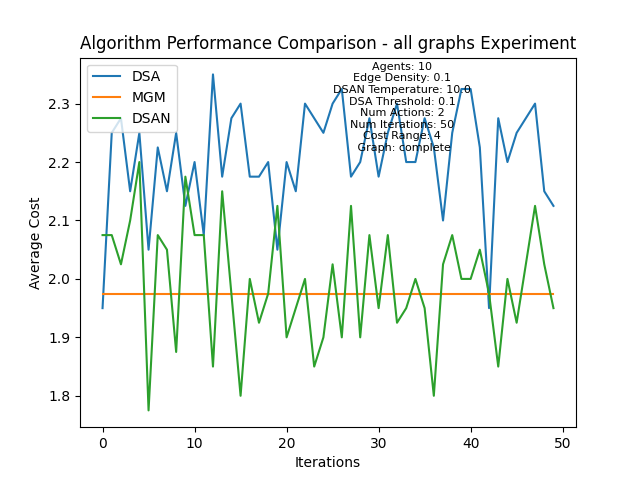 Algorithm Performance Comparison - all graphs Experiment
DSA
MGM
DSAN
Agents: 10
Edge Density: 0.1
DSAN Temperature: 10.0
DSA Threshold: 0.1
Num Actions: 2
Num Iterations: 50
Cost Range: 4
Graph: complete
Average Cost
2.3
2.2
2.1
2.0
1.9
1.8
0 10 20 30 40 50
Iterations